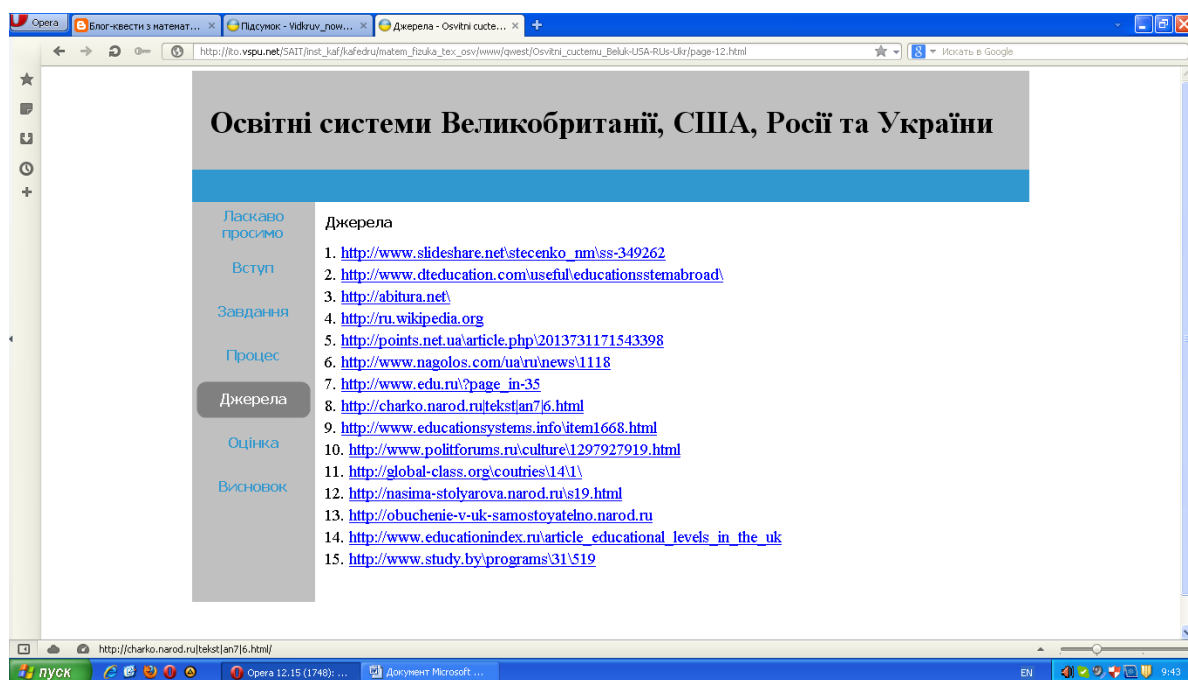 Opera
Блог-квести з математ...
Підсумок - Vidkruv_now...
Джерела - Osvitni cucte...
http://ito.vspu.net/SAIT/inst_kaf/kafedru/matem_fizuka_tex_osv/www/qwest/Osvitni_cuctemu_Beluk-USA-RUs-Ukr/page-12.html
Искать в Google
Освітні системи Великобританії, США, Росії та України
Ласкаво
просимо
Вступ
Завдання
Процес
Джерела
Оцінка
Висновок
Джерела
1. http://www.slideshare.net\stecenko_nm\ss-349262
2. http://www.dteducation.com\useful\educationsstemabroad\
3. http://abitura.net\
4. http://ru.wikipedia.org
5. http://points.net.ua\article.php\2013731171543398
6. http://www.nagolos.com/ua\ru\news\1118
7. http://www.edu.ru\?page_in-35
8. http://charko.narod.ru|tekst|an7|6.html
9. http://www.educationsystems.info\item1668.html
10. http://www.politforums.ru\culture\1297927919.html
11. http://global-class.org\coutries\14\1\
12. http://nasima-stolyarova.narod.ru\s19.html
13. http://obuchenie-v-uk-samostoyatelno.narod.ru
14. http://www.educationindex.ru\article_educational_levels_in_the_uk
15. http://www.study.by\programs\31\519
http://charko.narod.ru|tekst|an7|6.html/
пуск
Opera 12.15 (1748): ...
Документ Microsoft ...
EN
9:43